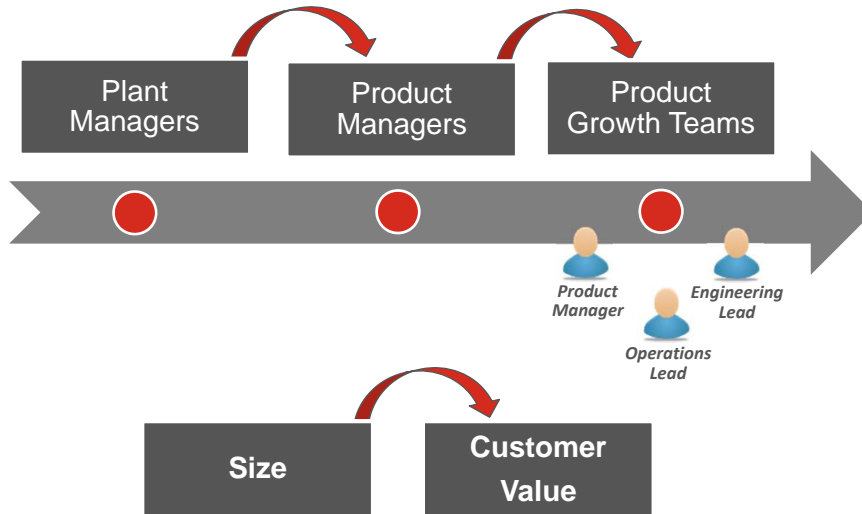 Plant
Managers
Product
Managers
Product
Growth Teams
Product
Manager
Engineering
Lead
Operations
Lead
Size
Customer
Value